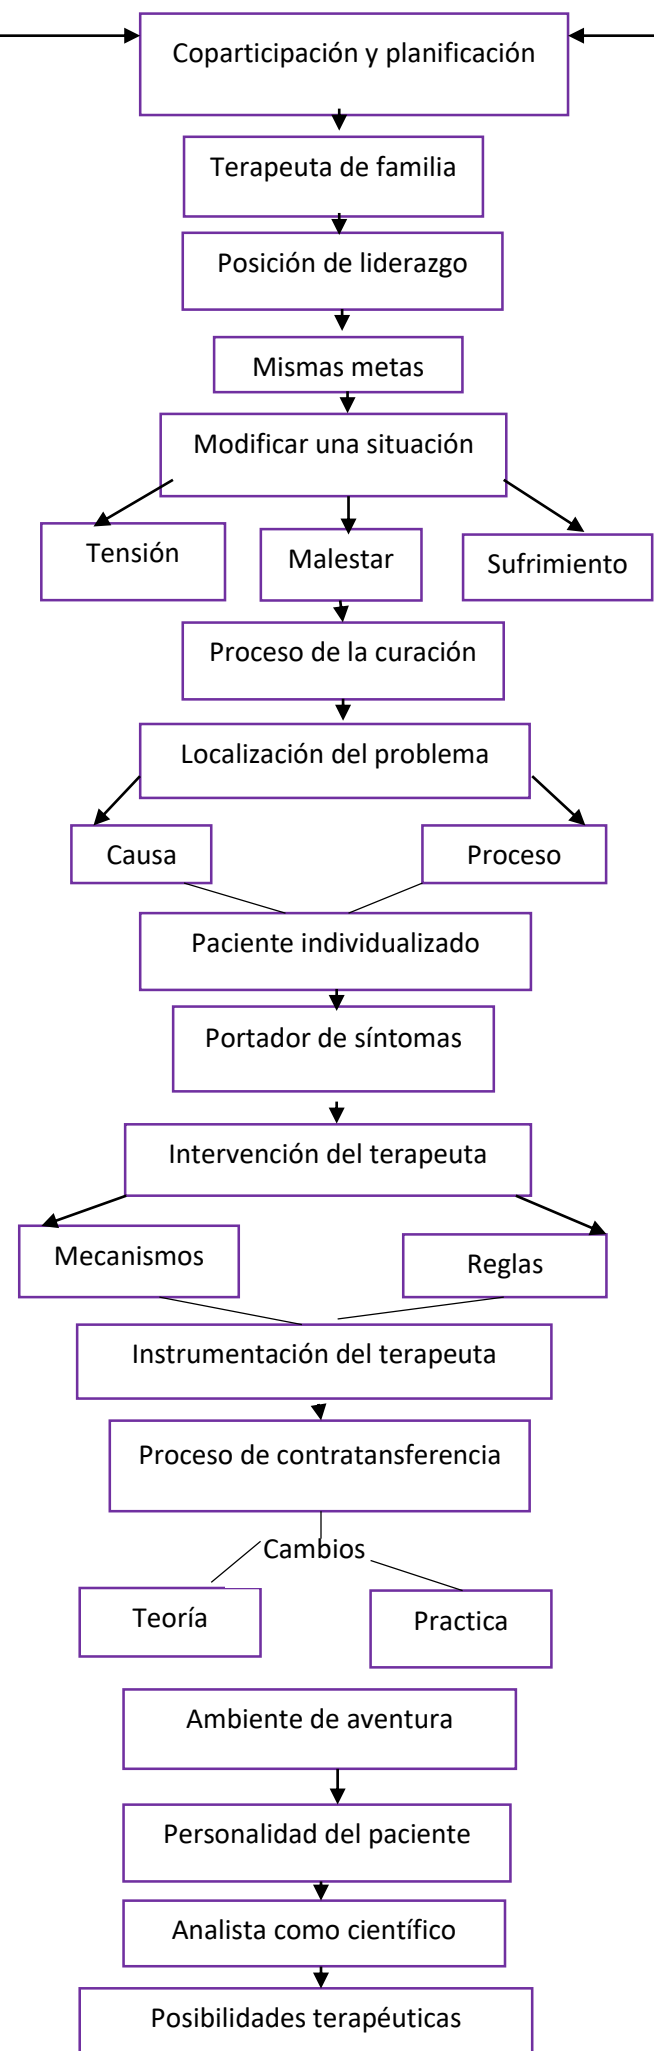 Coparticipación y planificación
Terapeuta de familia
Posición de liderazgo
Mismas metas
Modificar una situación
Tensión
Malestar
Sufrimiento
Proceso de la curación
Localización del problema
Causa
Proceso
Paciente individualizado
Portador de síntomas
Intervención del terapeuta
Mecanismos
Reglas
Instrumentación del terapeuta
Proceso de contratansferencia
Cambios
Teoría
Practica
Ambiente de aventura
Personalidad del paciente
Analista como científico
Posibilidades terapéuticas